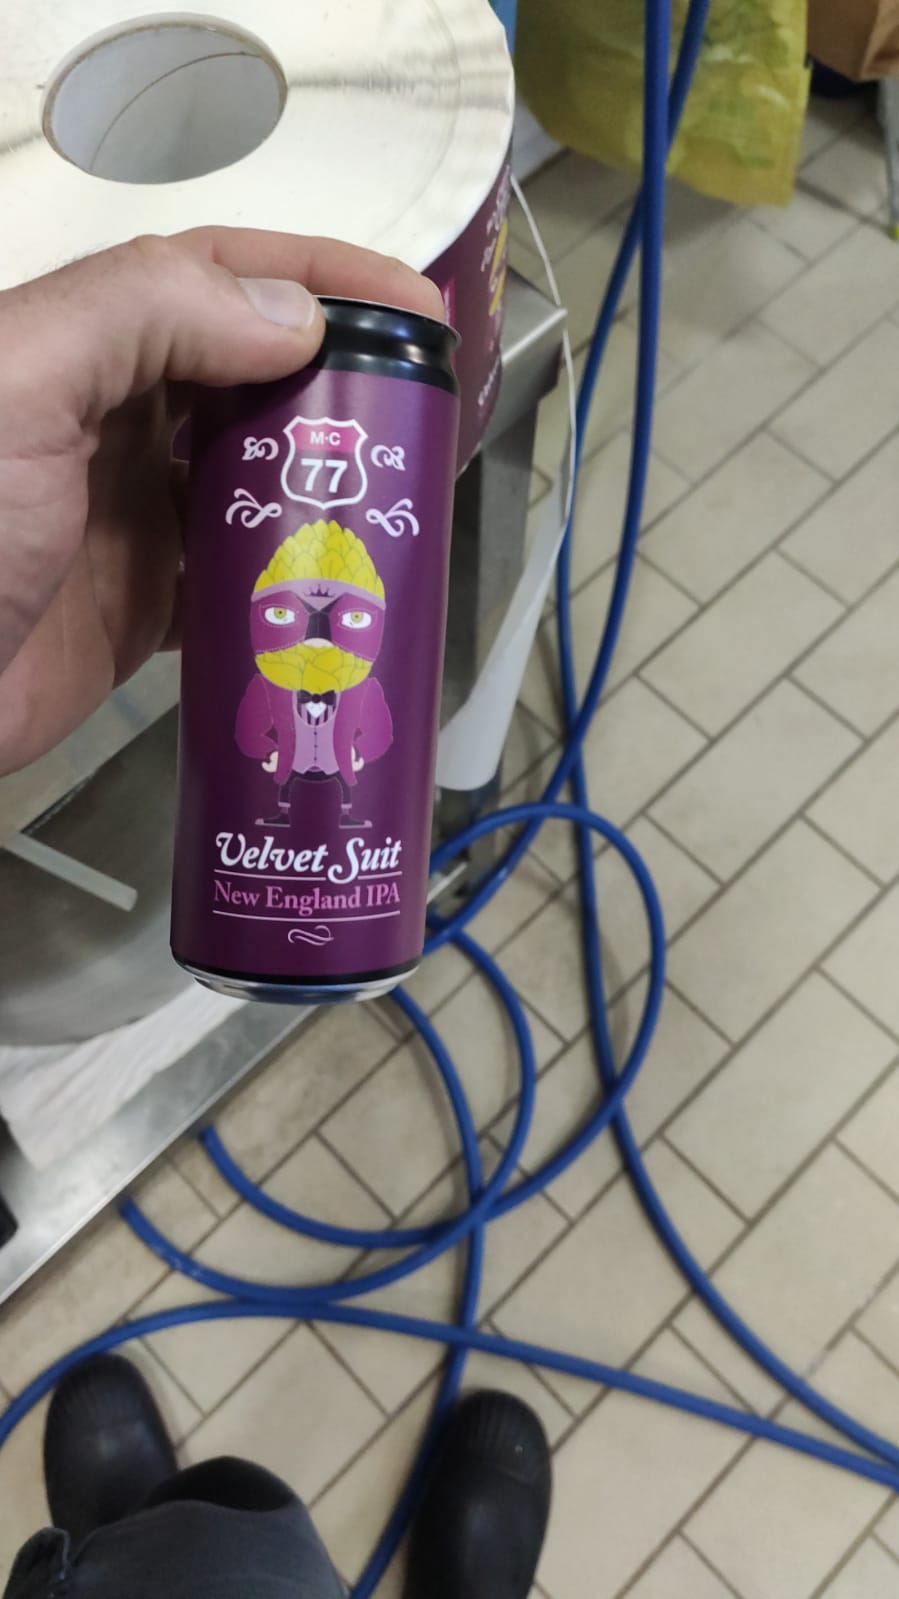 M·C
77
Velvet Suit
New England IPA